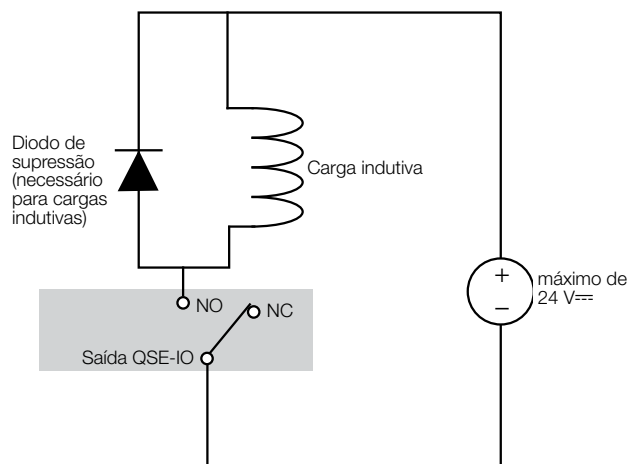 Diodo de
supressão
(necessário
para cargas
indutivas)
Carga indutiva
NO
NC
Saída QSE-IO
+
–
máximo de
24 V⎓